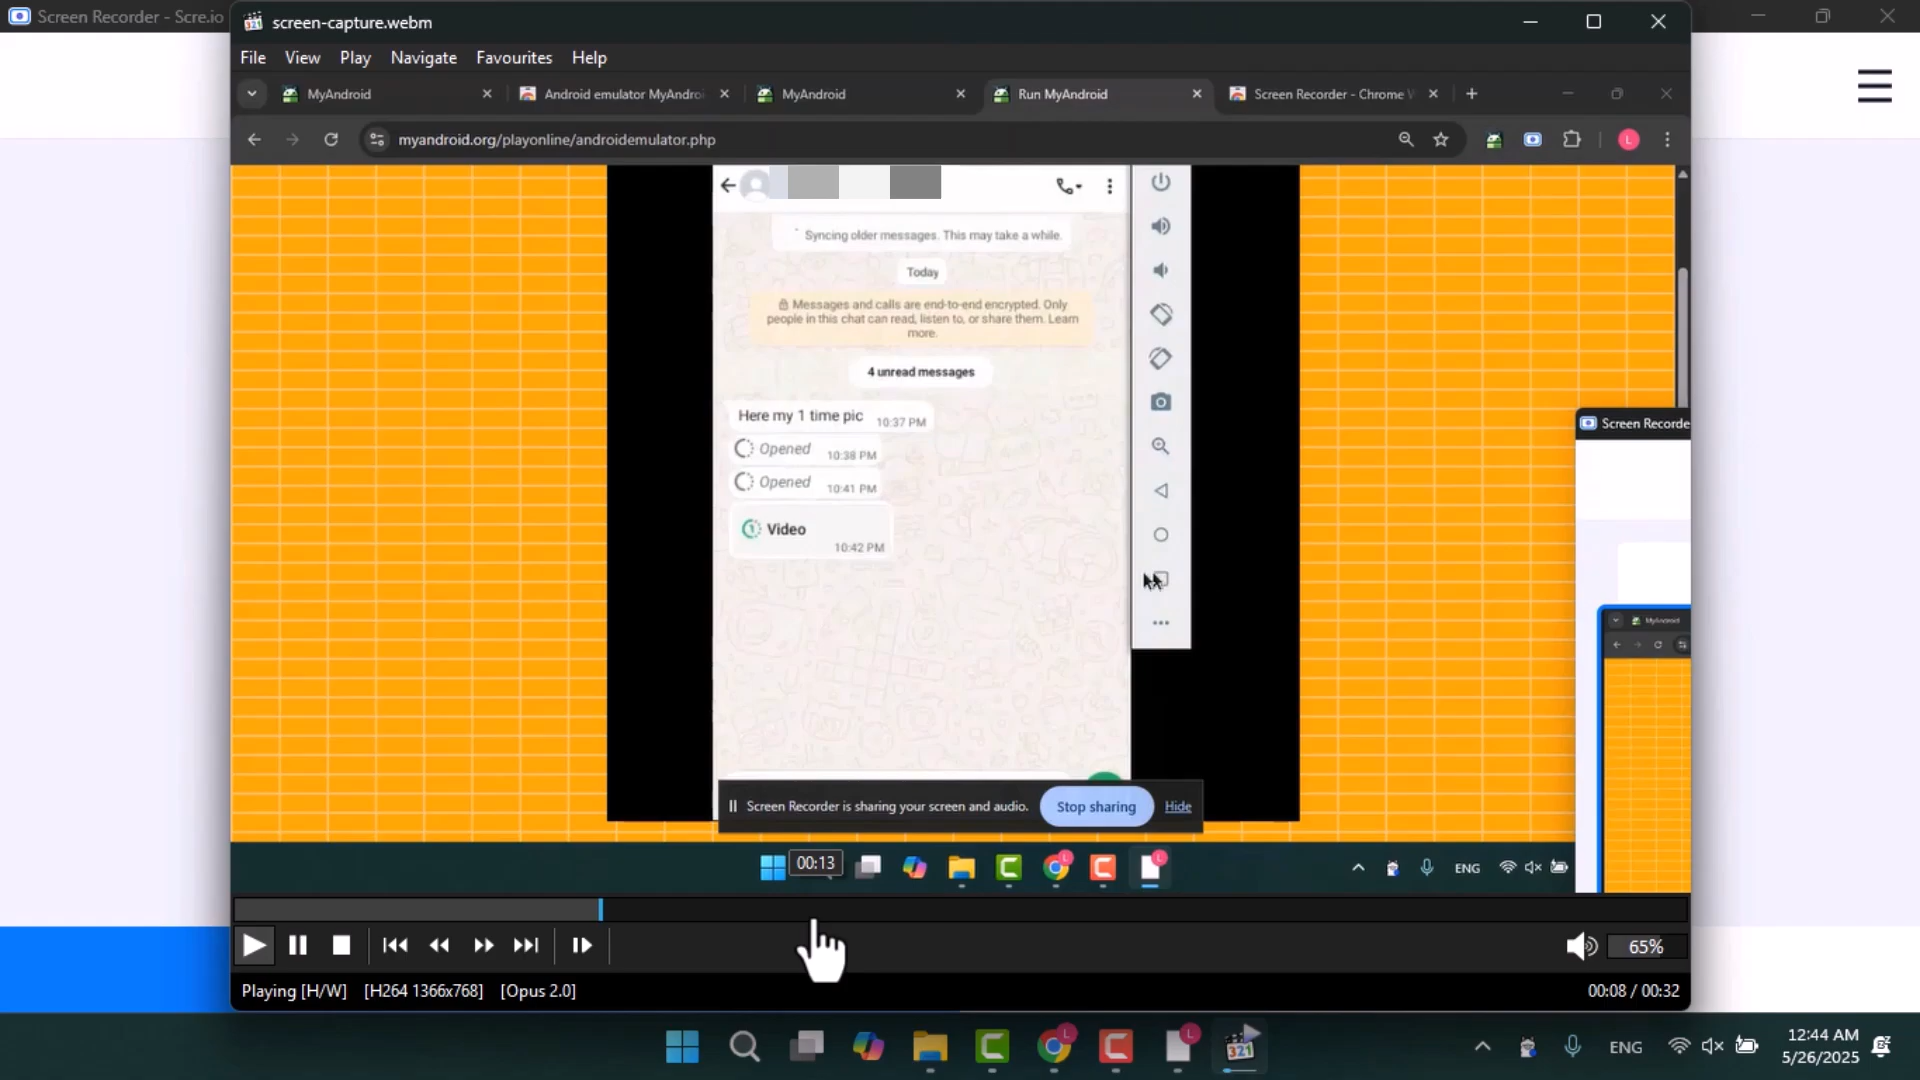 Screen Recorder - Scre.io
screen-capture.webm
File View Play Navigate Favourites Help
MyAndroid
Android emulator MyAndro
MyAndroid
Run MyAndroid
Screen Recorder - Chrome W
myandroid.org/playonline/androidemulator.php
L
Syncing older messages. This may take a while.
Today
Messages and calls are end-to-end encrypted. Only
people in this chat can read, listen to, or share them. Learn
more.
4 unread messages
Here my 1 time pic 10:37 PM
Opened 10:38 PM
Opened 10:41 PM
1 Video
10:42 PM
Screen Recorde
MyAndroid
Screen Recorder is sharing your screen and audio. Stop sharing Hide
00:13
ENG
65%
Playing [H/W] [H264 1366x768] [Opus 2.0] 00:08 / 00:32
321
ENG
12:44 AM
5/26/2025